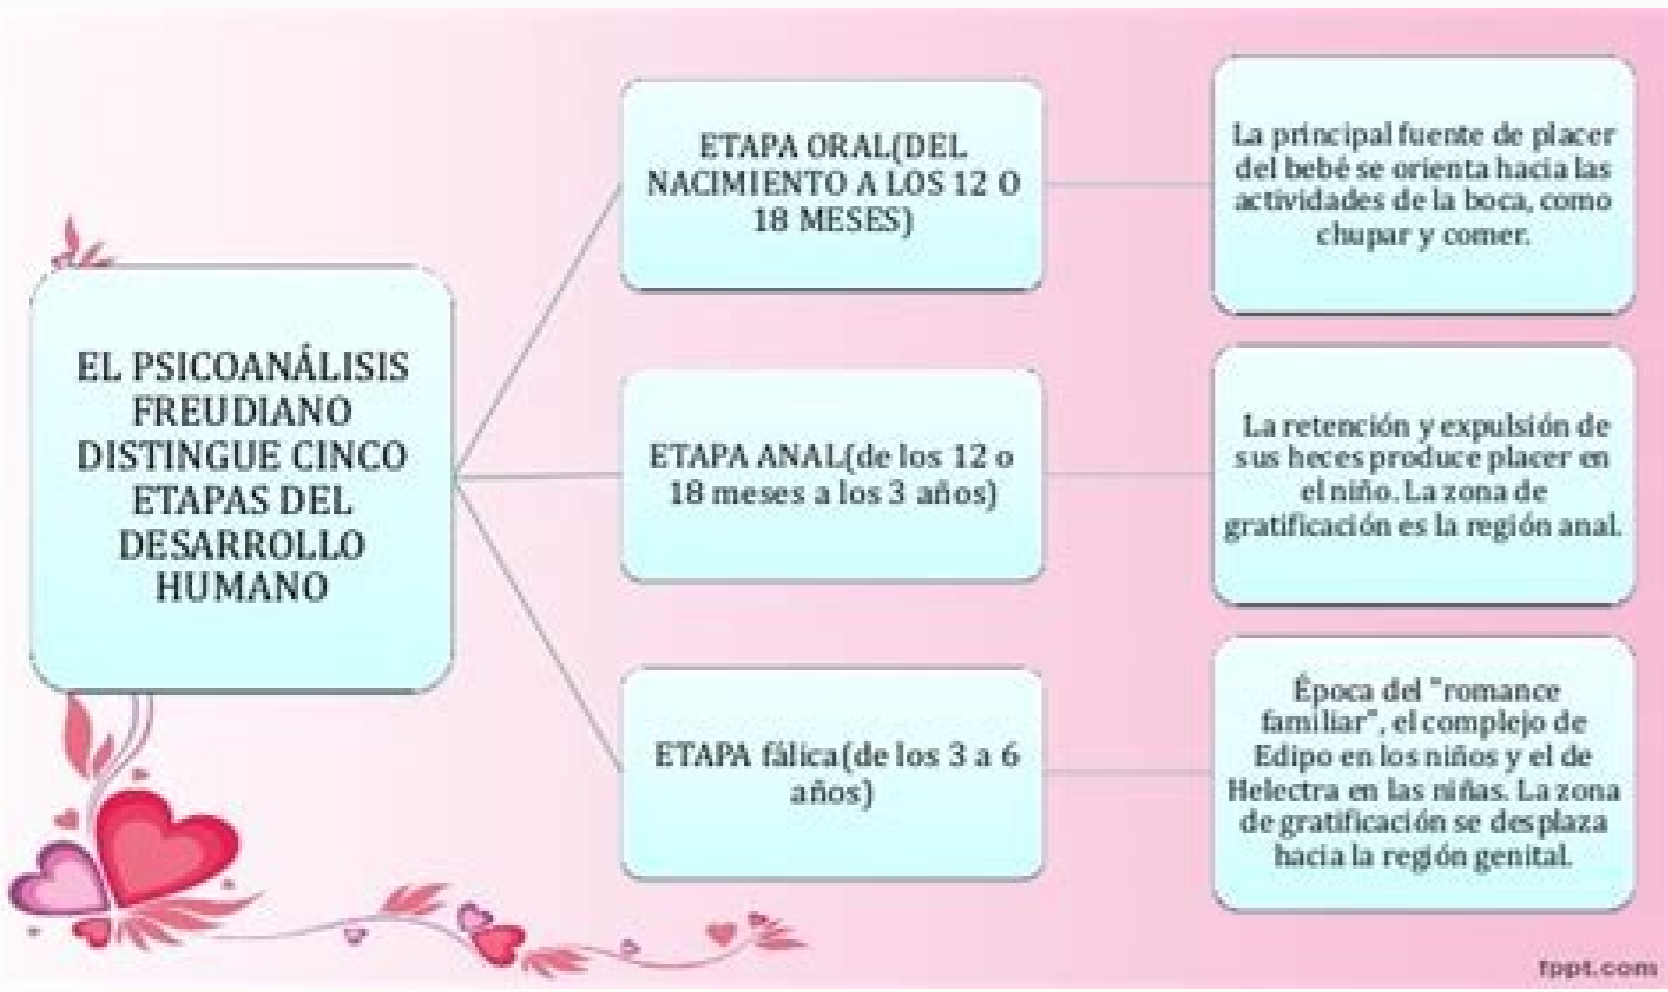 EL PSICOANÁLISIS
FREUDIANO
DISTINGUE CINCO
ETAPAS DEL
DESARROLLO
HUMANO
ETAPA ORAL(DEL
NACIMIENTO A LOS 12 O
18 MESES)
La principal fuente de placer
del bebé se orienta hacia las
actividades de la boca, como
chupar y comer.
ETAPA ANAL(de los 12 o
18 meses a los 3 años)
La retención y expulsión de
sus heces produce placer en
el niño. La zona de
gratificación es la región anal.
ETAPA fálica(de los 3 a 6
años)
Época del "romance
familiar", el complejo de
Edipo en los niños y el de
Helectra en las niñas. La zona
de gratificación se desplaza
hacia la región genital.
fppt.com